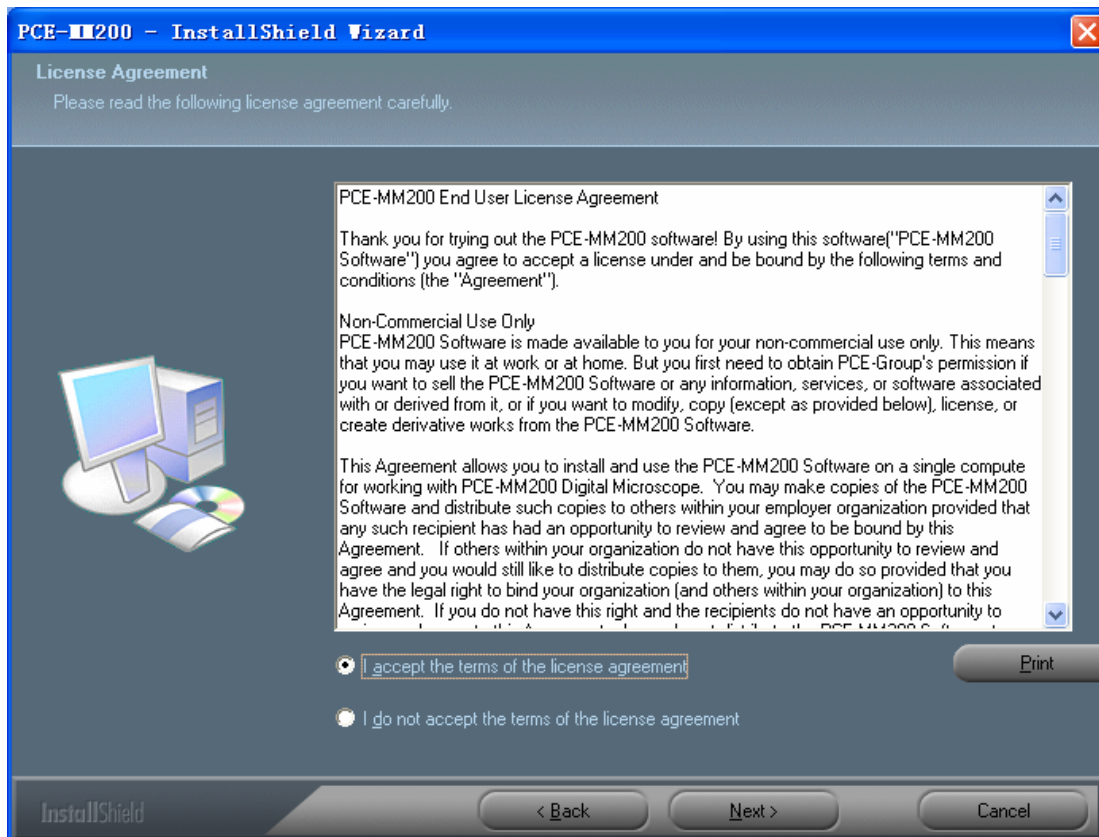 PCE-MM200 - InstallShield Wizard
License Agreement
Please read the following license agreement carefully.
PCE-MM200 End User License Agreement
Thank you for trying out the PCE-MM200 software! By using this software("PCE-MM200
Software") you agree to accept a license under and be bound by the following terms and
conditions (the "Agreement").
Non-Commercial Use Only
PCE-MM200 Software is made available to you for your non-commercial use only. This means
that you may use it at work or at home. But you first need to obtain PCE-Group's permission if
you want to sell the PCE-MM200 Software or any information, services, or software associated
with or derived from it, or if you want to modify, copy (except as provided below), license, or
create derivative works from the PCE-MM200 Software.
This Agreement allows you to install and use the PCE-MM200 Software on a single compute
for working with PCE-MM200 Digital Microscope. You may make copies of the PCE-MM200
Software and distribute such copies to others within your employer organization provided that
any such recipient has had an opportunity to review and agree to be bound by this
Agreement. If others within your organization do not have this opportunity to review and
agree and you would still like to distribute copies to them, you may do so provided that you
have the legal right to bind your organization (and others within your organization) to this
Agreement. If you do not have this right and the recipients do not have an opportunity to
I accept the terms of the license agreement
Print
I do not accept the terms of the license agreement
InstallShield
< Back
Next >
Cancel